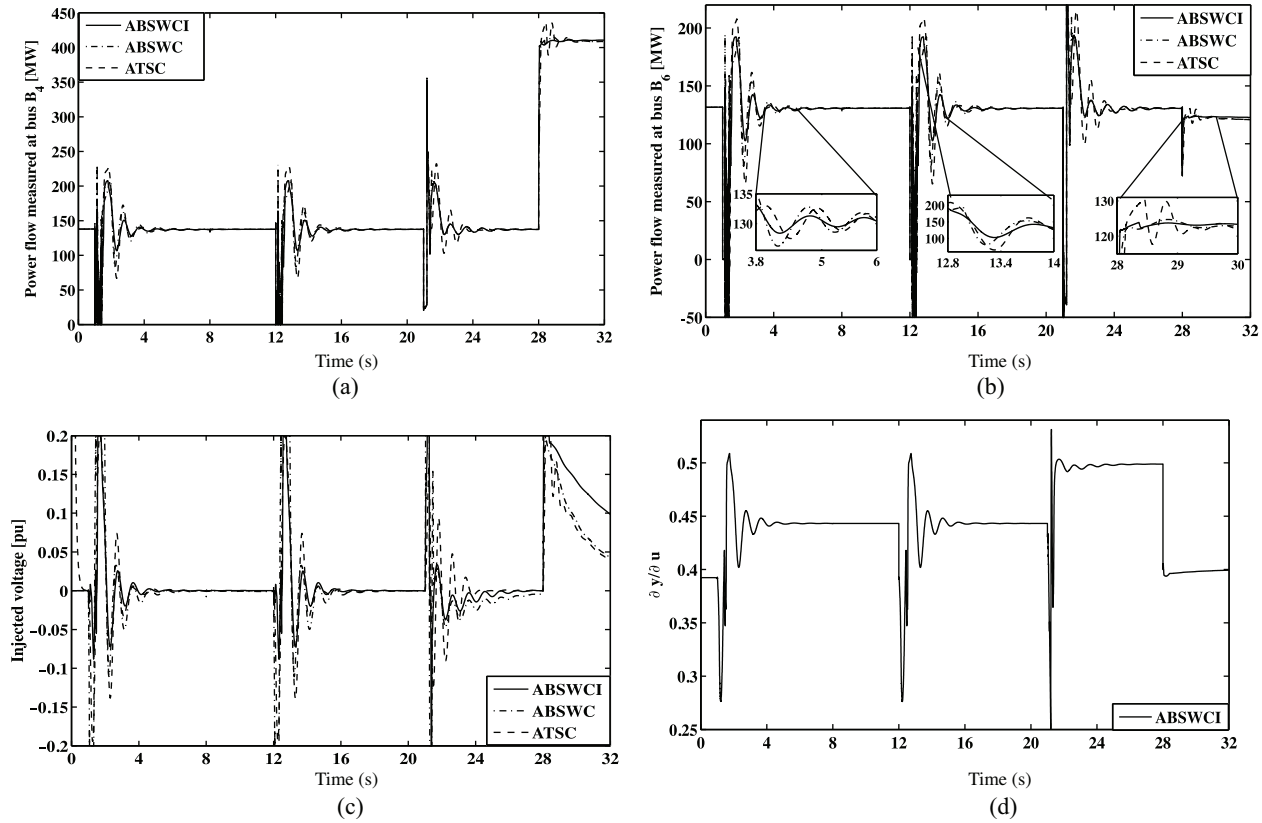 ABSWCI
ABSWC
ATSC
450
400
350
300
250
200
150
100
50
0
Power flow measured at bus B4 [MW]
0 4 8 12 16 20 24 28 32
Time (s)
(a)
ABSWCI
ABSWC
ATSC
200
150
100
50
0
-50
Power flow measured at bus B6 [MW]
135
130
3.8 5 6
200
150
100
12.8 13.4 14
130
120
28 29 30
0 4 8 12 16 20 24 28 32
Time (s)
(b)
0.2
0.15
0.1
0.05
0
-0.05
-0.1
-0.15
-0.2
Injected voltage [pu]
ABSWCI
ABSWC
ATSC
0 4 8 12 16 20 24 28 32
Time (s)
(c)
0.5
0.45
0.4
0.35
0.3
0.25
∂ y/∂ u
ABSWCI
0 4 8 12 16 20 24 28 32
Time (s)
(d)